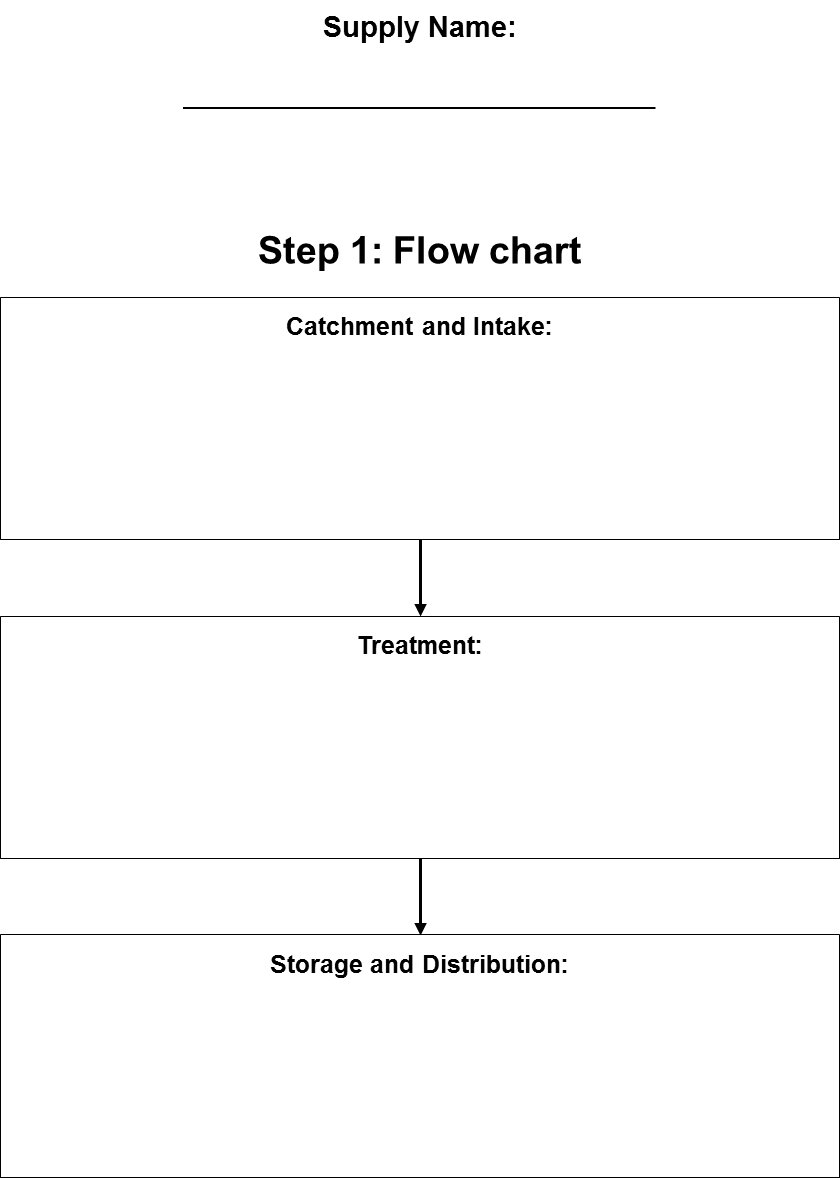 Supply Name:
Step 1: Flow chart
Catchment and Intake:
Treatment:
Storage and Distribution: